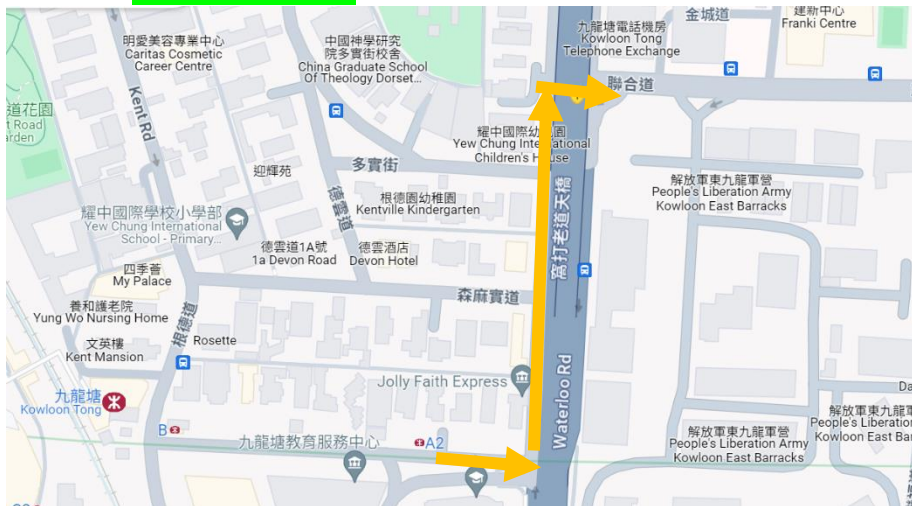 明愛美容專業中心
Caritas Cosmetic
Career Centre
中國神學研究
院多實街校舍
China Graduate School
Of Theology Dorset...
九龍塘電話機房
Kowloon Tong
Telephone Exchange
金城道
建新中心
Franki Centre
聯合道
道花園
t Road
arden
Kent Rd
迎輝苑
多實街
耀中國際幼
園
Yew Chung Inte
tional
Children's H
se
解放軍東九龍軍營
People's Liberation Army
Kowloon East Barracks
德雲道
根德園幼稚園
Kentville Kindergarten
耀中國際學校小學部
Yew Chung International
School - Primary...
德雲道1A號
1a Devon Road
德雲酒店
Devon Hotel
窩打老道天橋
四季薈
My Palace
森麻實道
養和護老院
Yung Wo Nursing Home
根德道
Rosette
文英樓
Kent Mansion
Jolly Faith Express
Waterloo Rd
九龍塘
Kowloon Tong
B
九龍塘教育服務中心
A2
Da
解放軍東九龍軍營
People's Liberation Army
Kowloon East Barracks
解放軍東九龍軍
People's Liberation
Kowloon East Bar